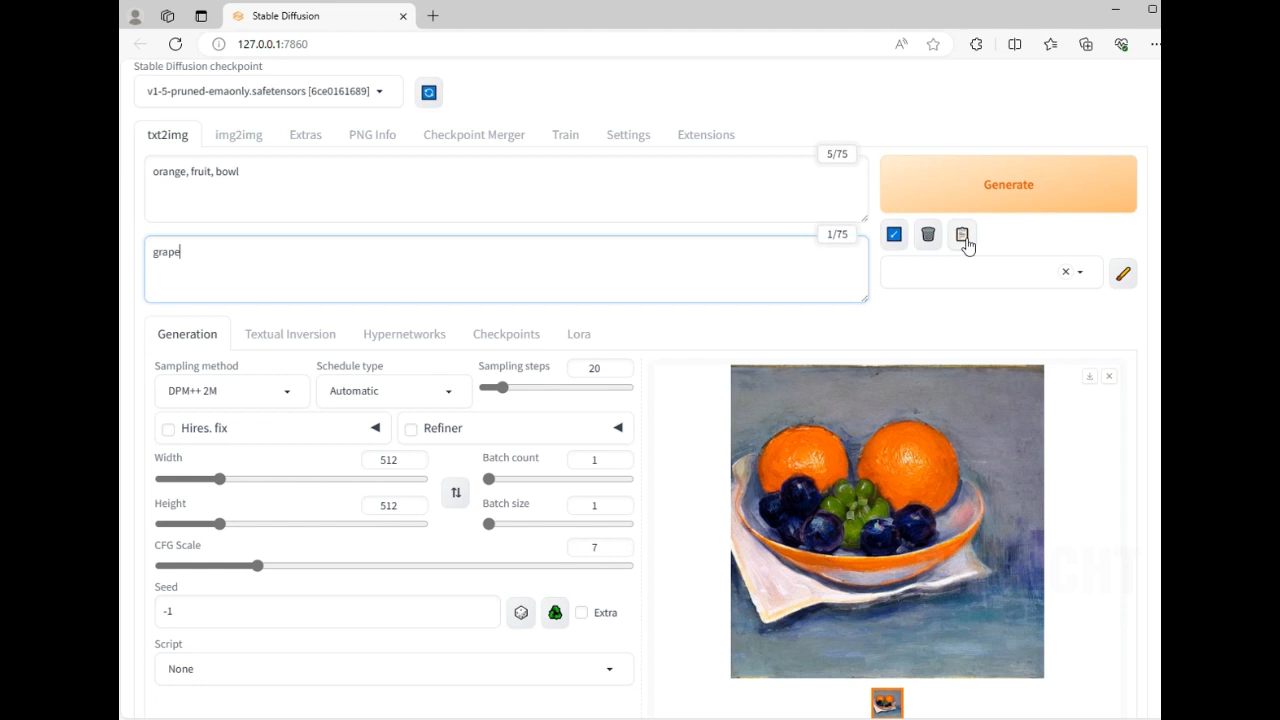 Stable Diffusion
127.0.0.1:7860
Stable Diffusion checkpoint
v1-5-pruned-emaonly.safetensors [6ce0161689]
txt2img img2img Extras PNG Info Checkpoint Merger Train Settings Extensions
5/75
orange, fruit, bowl
Generate
1/75
grape
Generation Textual Inversion Hypernetworks Checkpoints Lora
Sampling method Schedule type Sampling steps 20
DPM++ 2M Automatic
Hires. fix Refiner
Width 512 Batch count 1
Height 512 Batch size 1
CFG Scale 7
Seed
-1 Extra
Script
None